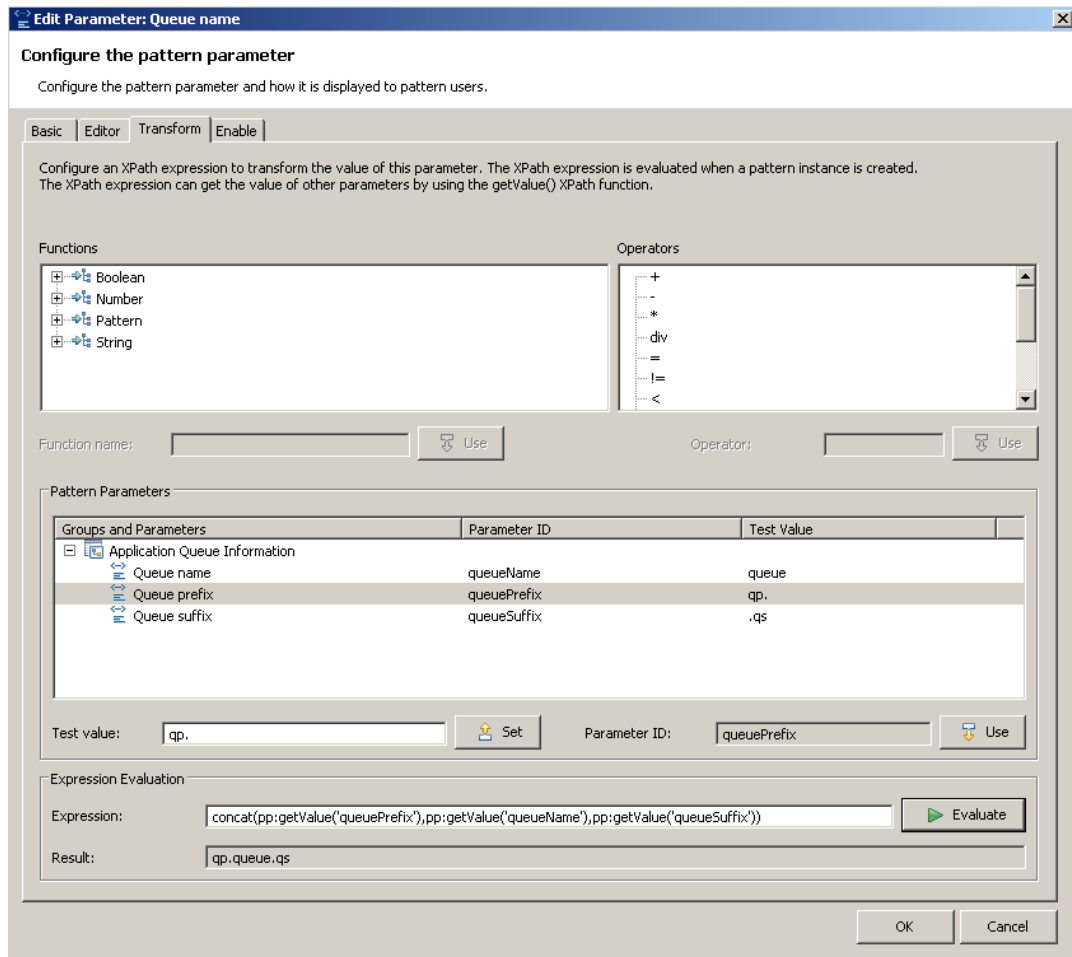 Edit Parameter: Queue name
Configure the pattern parameter
Configure the pattern parameter and how it is displayed to pattern users.
Basic Editor Transform Enable
Configure an XPath expression to transform the value of this parameter. The XPath expression is evaluated when a pattern instance is created.
The XPath expression can get the value of other parameters by using the getValue() XPath function.
Functions Operators
Boolean
Number
Pattern
String
+
-
*
div
=
!=
<
Function name: Use Operator: Use
Pattern Parameters
Groups and Parameters Parameter ID Test Value
Application Queue Information
Queue name queueName queue
Queue prefix queuePrefix qp.
Queue suffix queueSuffix .qs
Test value: qp. Set Parameter ID: queuePrefix Use
Expression Evaluation
Expression: concat(pp:getValue('queuePrefix'),pp:getValue('queueName'),pp:getValue('queueSuffix')) Evaluate
Result: qp.queue.qs
OK Cancel